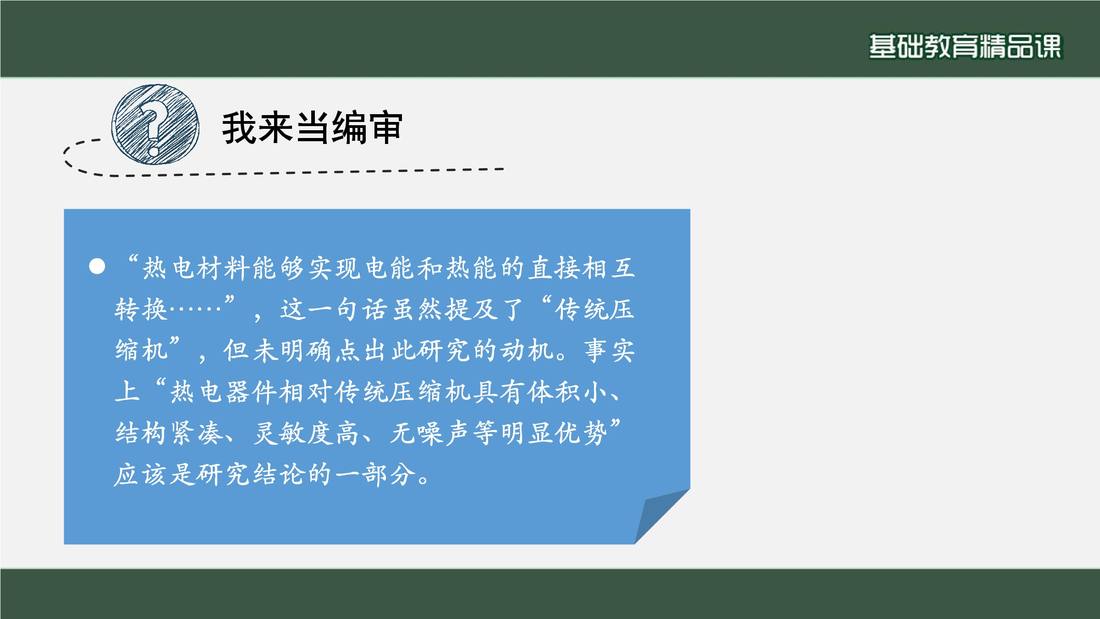 基础教育精品课
我来当编审
“热电材料能够实现电能和热能的直接相互
转换……”，这一句话虽然提及了“传统压
缩机”，但未明确点出此研究的动机。事实
上“热电器件相对传统压缩机具有体积小、
结构紧凑、灵敏度高、无噪声等明显优势”
应该是研究结论的一部分。